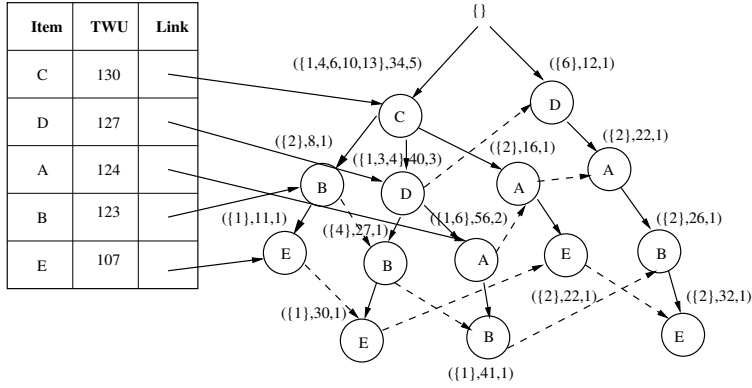 Item TWU Link
C 130
D 127
A 124
B 123
E 107
{}
({1,4,6,10,13},34,5)
({6},12,1)
C
D
({2},8,1)
({1,3,4},40,3)
({2},16,1)
({2},22,1)
B
D
A
A
({1},11,1)
({4},27,1)
({1,6},56,2)
({2},26,1)
E
B
A
E
B
({1},30,1)
({2},22,1)
({2},32,1)
E
B
E
({1},41,1)